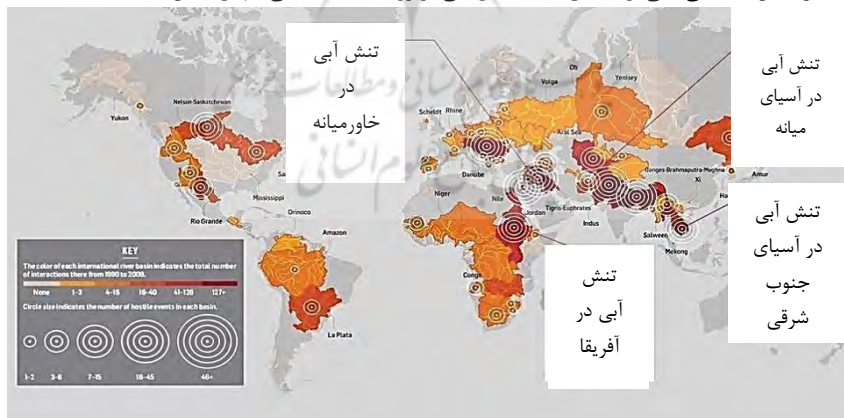 تنش آبی
در
خاورمیانه
تنش آبی
در آسیای
میانه
تنش آبی
در آسیای
جنوب
شرقی
تنش
آبی در
آفریقا
Yukon
Nelson-Saskatchewan
Mississippi
Rio Grande
Orinoco
Amazon
La Plata
Scheldt
Rhine
Volga
Ob
Yenisey
Aral Sea
Danube
Niger
Nile
Jordan
Tigris-Euphrates
Indus
Ganges-Brahmaputra-Meghna
Xi
Amur
Salween
Mekong
Congo
KEY
The color of each international river basin indicates the total number
of interactions there from 1990 to 2008.
None 1-3 4-15 16-40 41-126 127+
Circle size indicates the number of hostile events in each basin.
1-2 3-6 7-15 16-45 46+